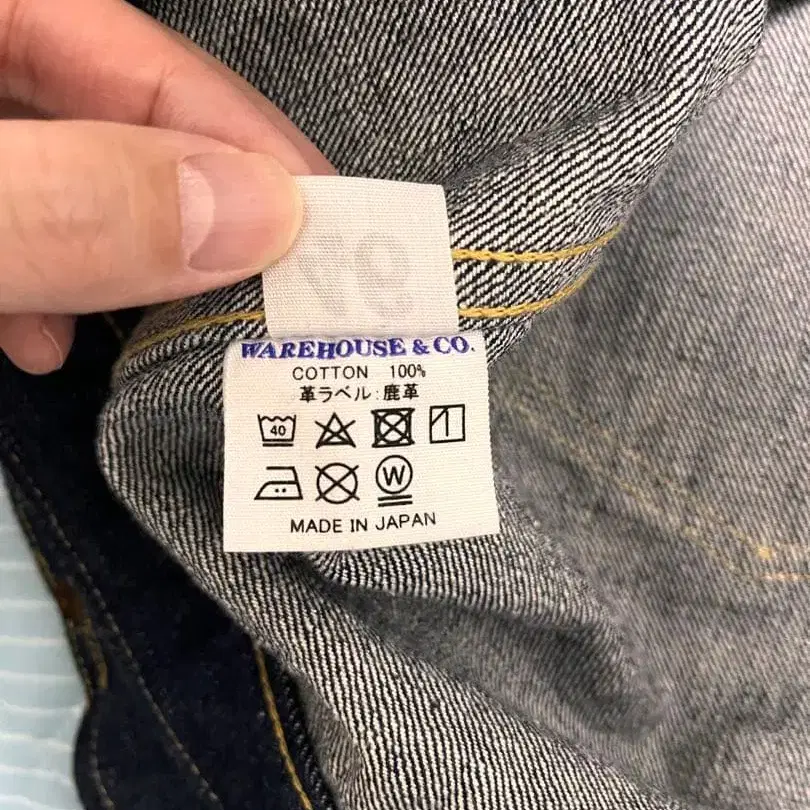 WAREHOUSE & CO.
COTTON 100%
革ラベル:鹿革
40
W
MADE IN JAPAN